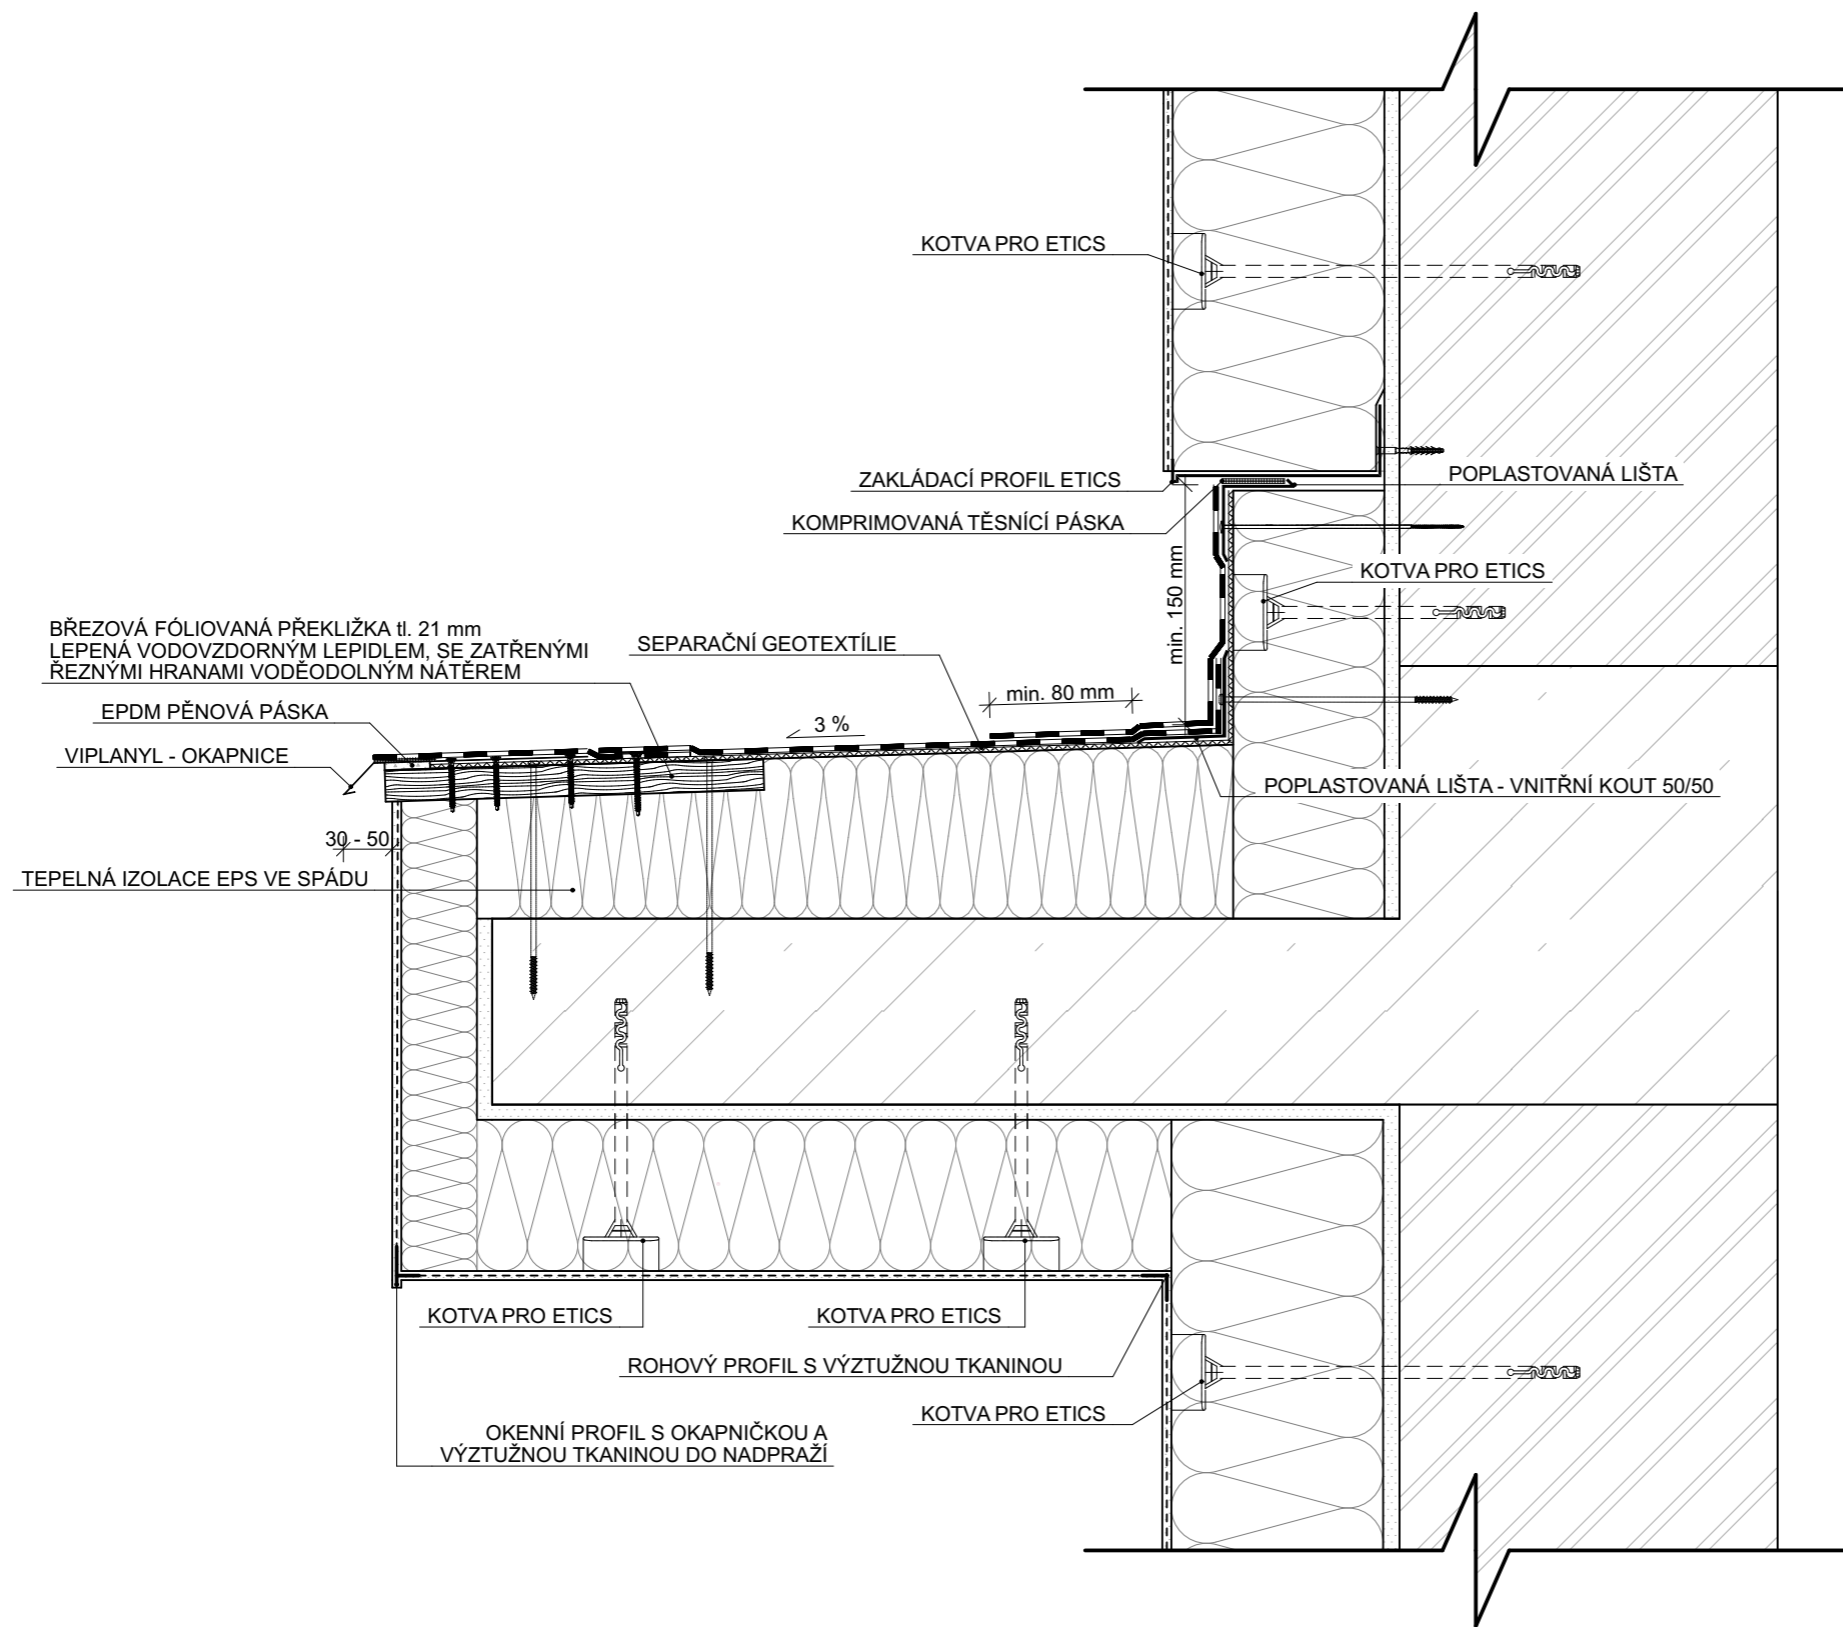 KOTVA PRO ETICS
ZAKLÁDACÍ PROFIL ETICS
POPLASTOVANÁ LIŠTA
KOMPRIMOVANÁ TĚSNÍCÍ PÁSKA
KOTVA PRO ETICS
min. 150 mm
BŘEZOVÁ FÓLIOVANÁ PŘEKLIŽKA tl. 21 mm
LEPENÁ VODOVZDORNÝM LEPIDLEM, SE ZATŘENÝMI
ŘEZNÝMI HRANAMI VODĚODOLNÝM NÁTĚREM
SEPARAČNÍ GEOTEXTÍLIE
min. 80 mm
EPDM PĚNOVÁ PÁSKA
3 %
VIPLANYL - OKAPNICE
POPLASTOVANÁ LIŠTA - VNITŘNÍ KOUT 50/50
30 - 50
TEPELNÁ IZOLACE EPS VE SPÁDU
KOTVA PRO ETICS
KOTVA PRO ETICS
ROHOVÝ PROFIL S VÝZTUŽNOU TKANINOU
KOTVA PRO ETICS
OKENNÍ PROFIL S OKAPNIČKOU A
VÝZTUŽNOU TKANINOU DO NADPRAŽÍ